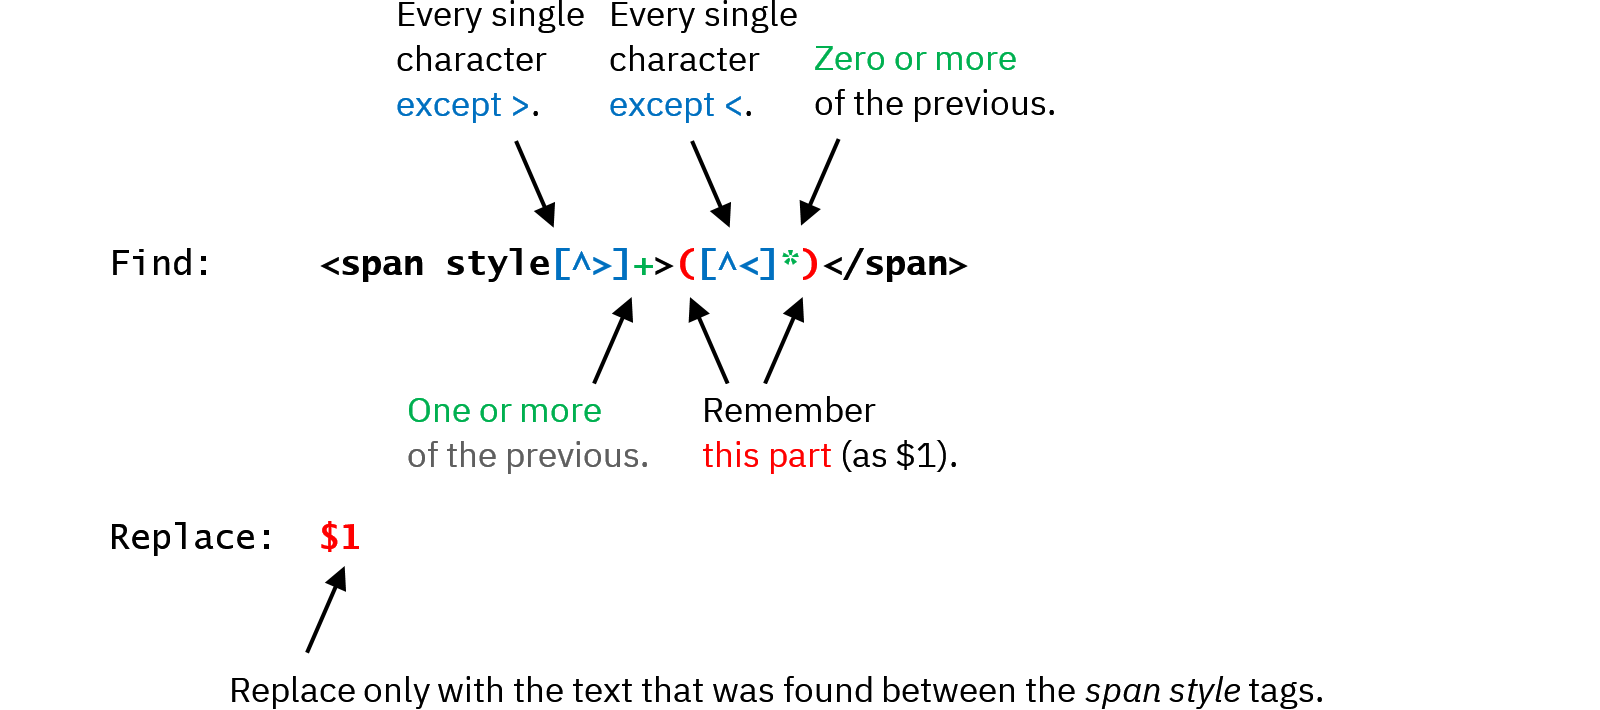 Every single
character
except >.
Every single
character
except <.
Zero or more
of the previous.
Find: <span style[^>]+>([^<]*)</span>
One or more
of the previous.
Remember
this part (as $1).
Replace: $1
Replace only with the text that was found between the span style tags.